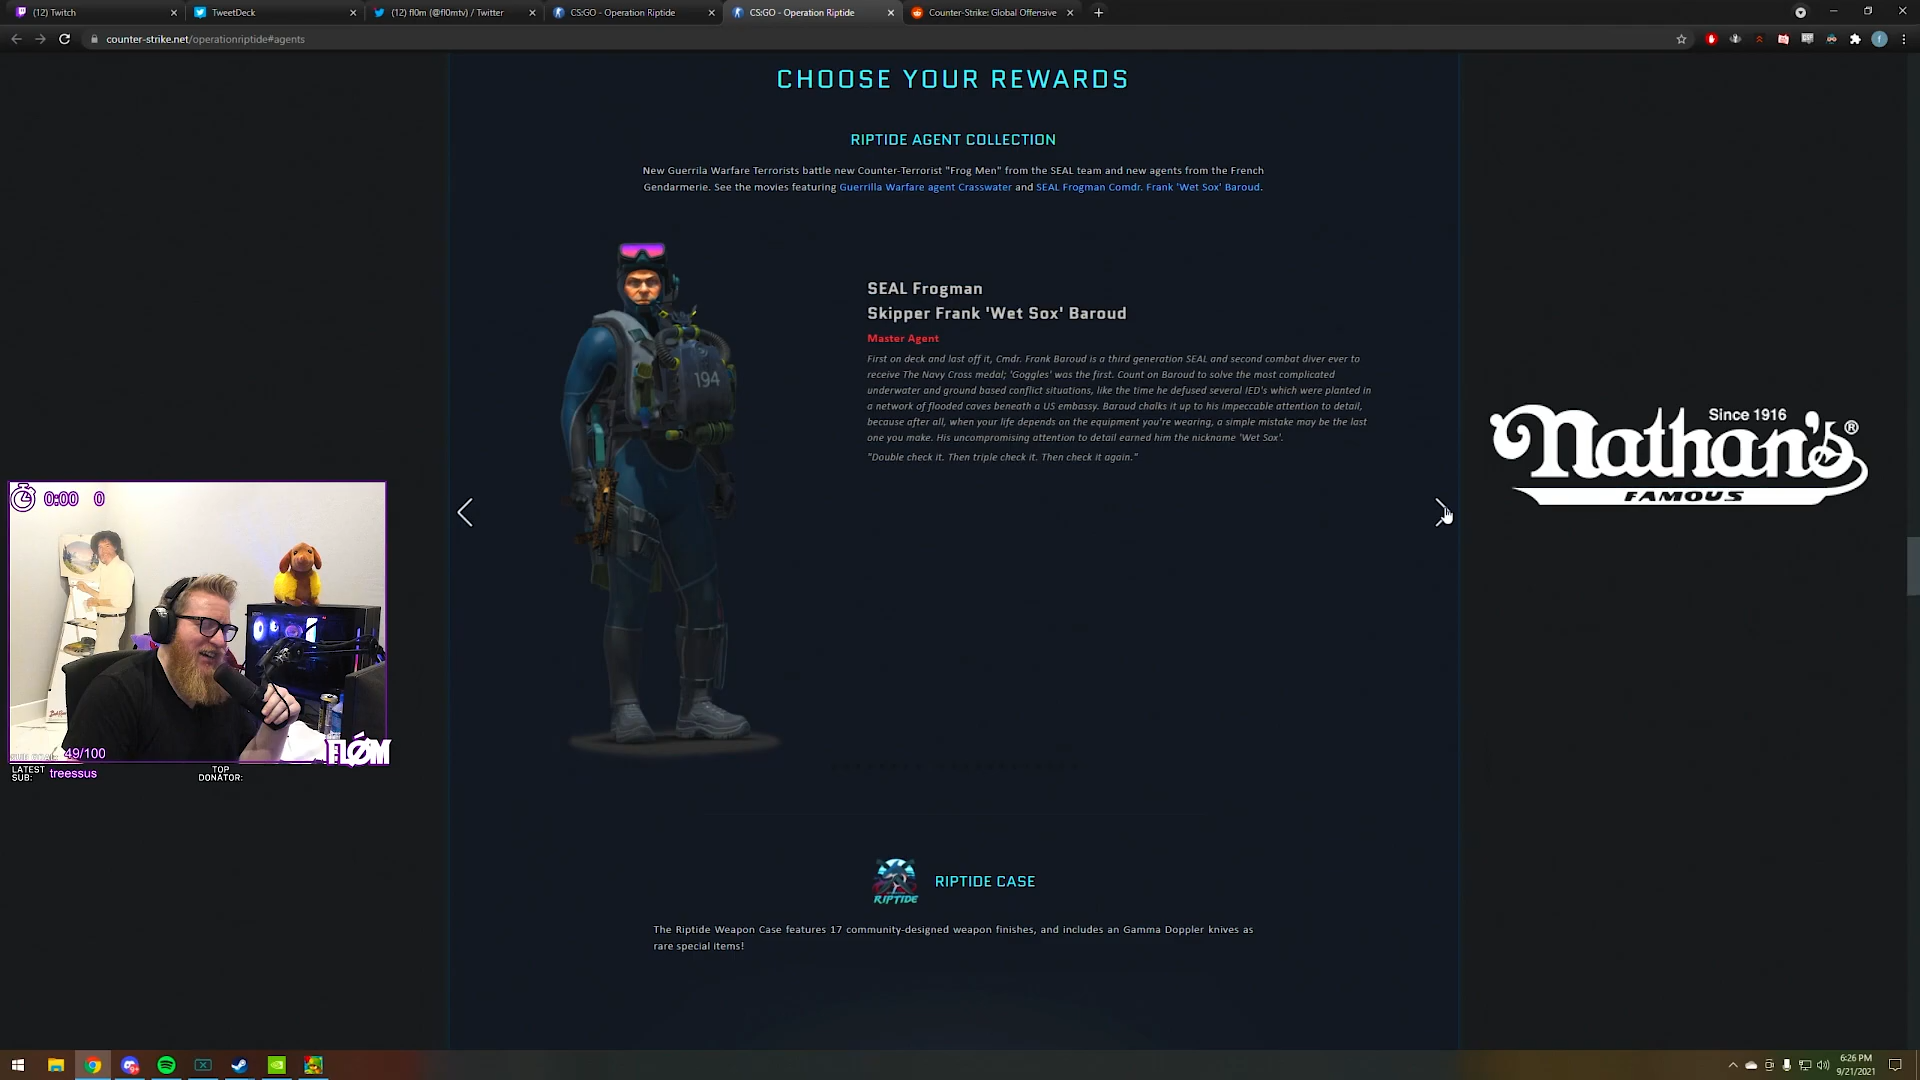 (12) Twitch
TweetDeck
(12) fl0m (@fl0mtv) / Twitter
CS:GO - Operation Riptide
CS:GO - Operation Riptide
Counter-Strike: Global Offensive
counter-strike.net/operationriptide#agents
CHOOSE YOUR REWARDS
RIPTIDE AGENT COLLECTION
New Guerrila Warfare Terrorists battle new Counter-Terrorist "Frog Men" from the SEAL team and new agents from the French
Gendarmerie. See the movies featuring Guerrilla Warfare agent Crasswater and SEAL Frogman Comdr. Frank 'Wet Sox' Baroud.
194
SEAL Frogman
Skipper Frank 'Wet Sox' Baroud
Master Agent
First on deck and last off it, Cmdr. Frank Baroud is a third generation SEAL and second combat diver ever to
receive The Navy Cross medal; 'Goggles' was the first. Count on Baroud to solve the most complicated
underwater and ground based conflict situations, like the time he defused several IED's which were planted in
a network of flooded caves beneath a US embassy. Baroud chalks it up to his impeccable attention to detail,
because after all, when your life depends on the equipment you're wearing, a simple mistake may be the last
one you make. His uncompromising attention to detail earned him the nickname 'Wet Sox'.
"Double check it. Then triple check it. Then check it again."
Since 1916
Nathan's®
FAMOUS
0:00 0
49/100
FLØM
LATEST
SUB: treessus
TOP
DONATOR:
RIPTIDE
RIPTIDE CASE
The Riptide Weapon Case features 17 community-designed weapon finishes, and includes an Gamma Doppler knives as
rare special items!
6:26 PM
9/21/2021